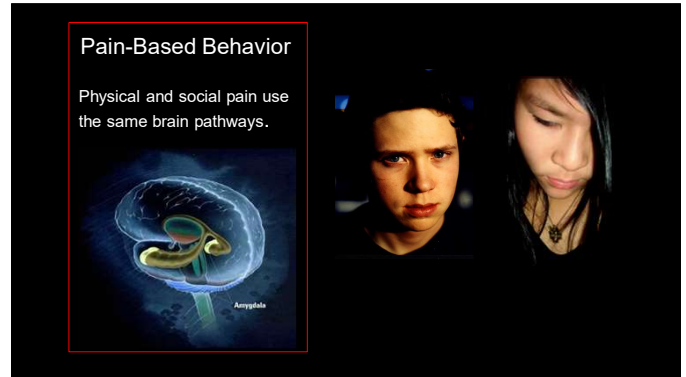 Pain-Based Behavior
Physical and social pain use
the same brain pathways.
Amygdala